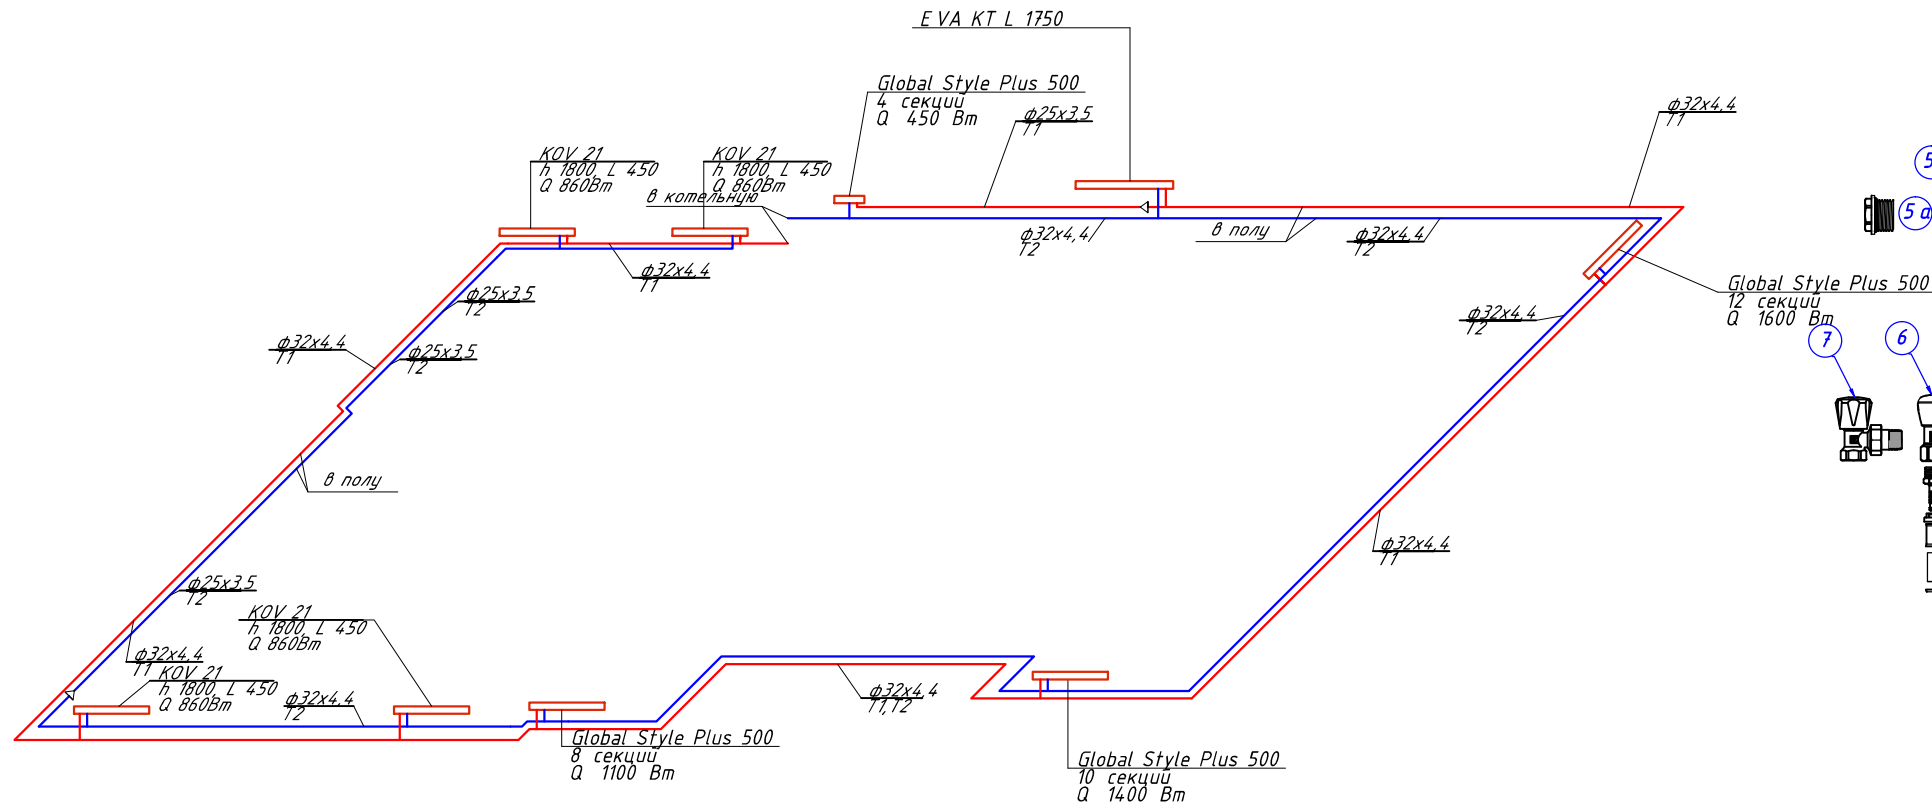 EVA KT L 1750
Global Style Plus 500
4 секций
Q 450 Вт
ф25х3,5
Т1
ф32х4,4
Т1
KOV 21
h 1800, L 450
Q 860Вт
KOV 21
h 1800, L 450
Q 860Вт
в котельную
5
5а
ф32х4,4
Т2
в полу
ф32х4,4
Т2
ф32х4,4
Т1
ф25х3,5
Т2
Global Style Plus 500
12 секций
Q 1600 Вт
ф32х4,4
Т2
7
6
ф32х4,4
Т1
ф25х3,5
Т2
в полу
ф32х4,4
Т1
ф25х3,5
Т2
KOV 21
h 1800, L 450
Q 860Вт
ф32х4,4
Т1
KOV 21
h 1800, L 450
Q 860Вт
ф32х4,4
Т2
ф32х4,4
Т1,Т2
Global Style Plus 500
8 секций
Q 1100 Вт
Global Style Plus 500
10 секций
Q 1400 Вт